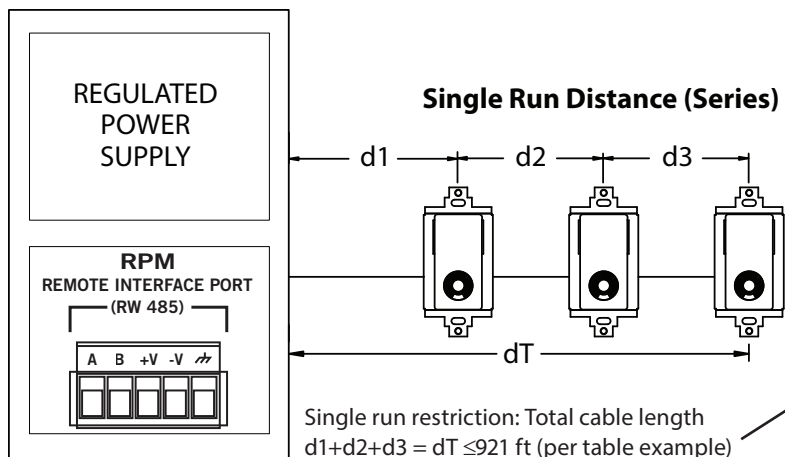 REGULATED
POWER
SUPPLY
Single Run Distance (Series)
d1
d2
d3
RPM
REMOTE INTERFACE PORT
(RW 485)
A B +V -V
dT
Single run restriction: Total cable length
d1+d2+d3 = dT ≤921 ft (per table example)